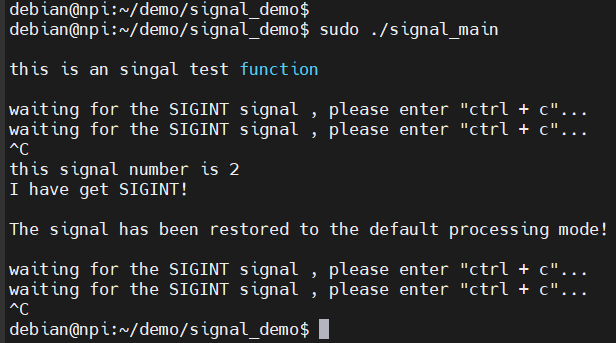 debian@npi:~/demo/signal_demo$
debian@npi:~/demo/signal_demo$ sudo ./signal_main
this is an singal test function
waiting for the SIGINT signal , please enter "ctrl + c"...
waiting for the SIGINT signal , please enter "ctrl + c"...
^C
this signal number is 2
I have get SIGINT!
The signal has been restored to the default processing mode!
waiting for the SIGINT signal , please enter "ctrl + c"...
waiting for the SIGINT signal , please enter "ctrl + c"...
^C
debian@npi:~/demo/signal_demo$